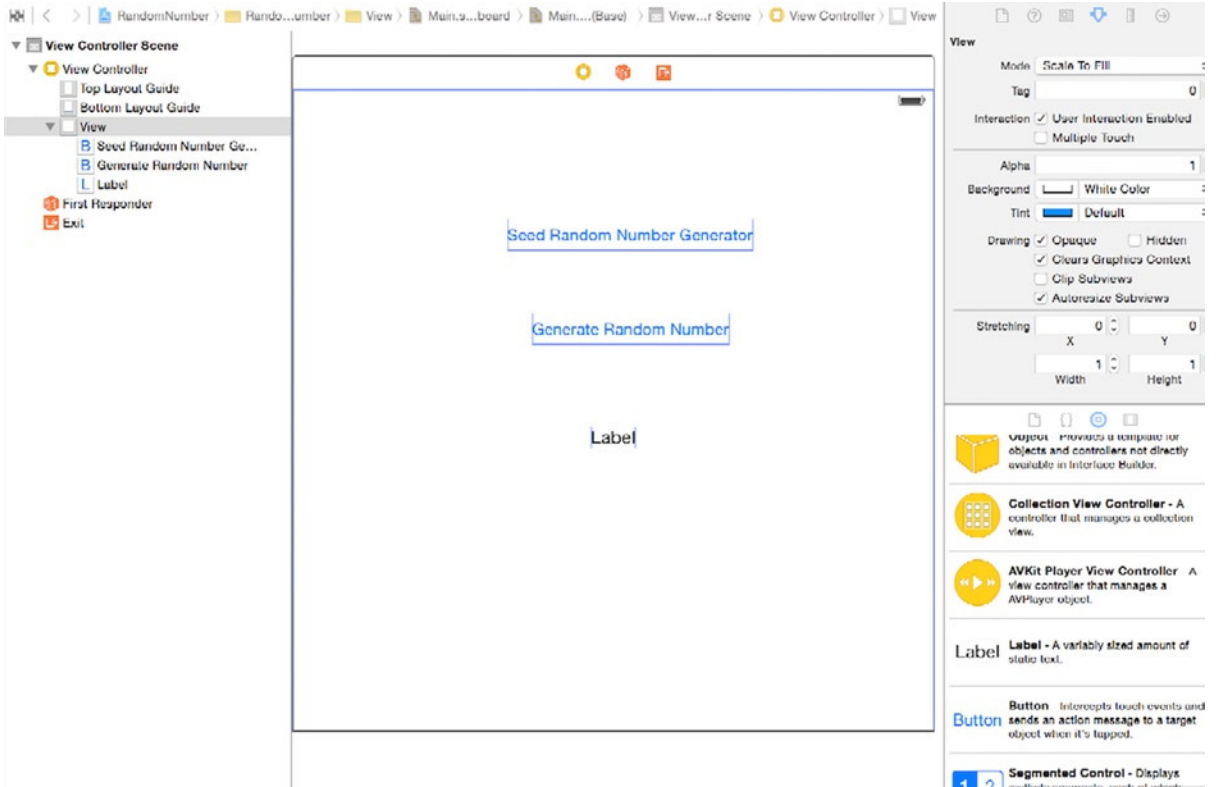 RandomNumber
Rando...umber
View
Main.s...board
Main....(Base)
View...r Scene
View Controller
View
View Controller Scene
View Controller
Top Layout Guide
Bottom Layout Guide
View
B Seed Random Number Ge...
B Generate Random Number
L Label
First Responder
Exit
Seed Random Number Generator
Generate Random Number
Label
View
Mode Scale To Fill
Tag 0
Interaction User Interaction Enabled
Multiple Touch
Alpha 1
Background White Color
Tint Default
Drawing Opaque Hidden
Clears Graphics Context
Clip Subviews
Autoresize Subviews
Stretching 0 0
X Y
1 1
Width Height
{}
Object - Provides a template for
objects and controllers not directly
available in Interface Builder.
Collection View Controller - A
controller that manages a collection
view.
AVKit Player View Controller A
view controller that manages a
AVPlayer object.
Label
Label - A variably sized amount of
static text.
Button
Button - Intercepts touch events and
sends an action message to a target
object when it's tapped.
1 2
Segmented Control - Displays
multiple segments, each of which